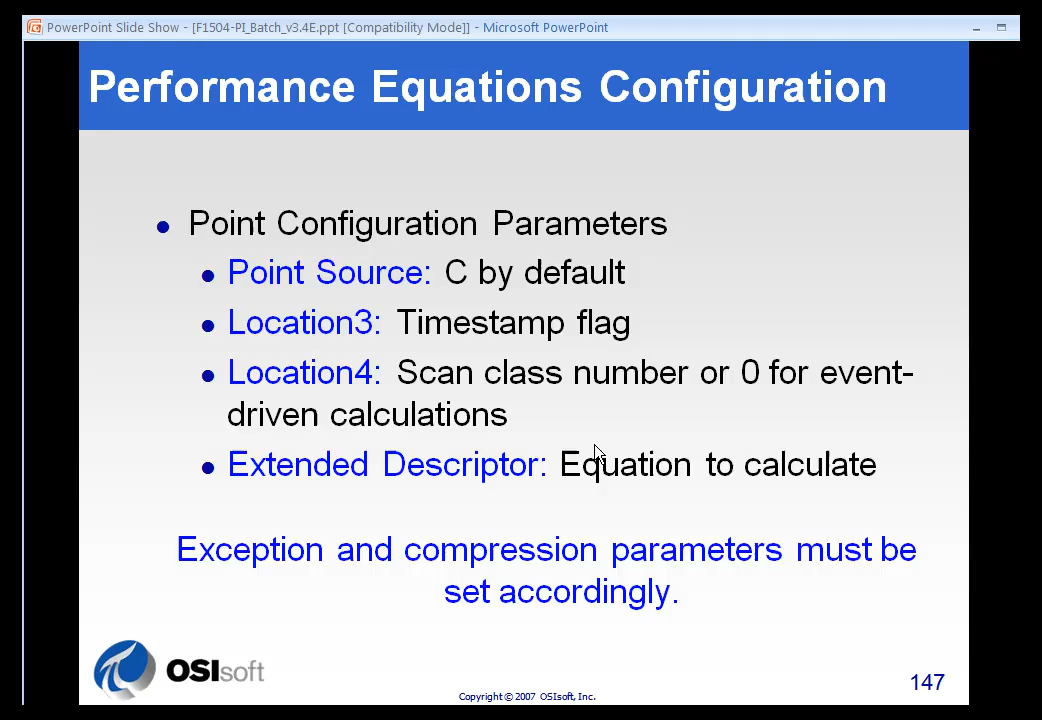 PowerPoint Slide Show - [F1504-PI_Batch_v3.4E.ppt [Compatibility Mode]] - Microsoft PowerPoint
Performance Equations Configuration
• Point Configuration Parameters
• Point Source: C by default
• Location3: Timestamp flag
• Location4: Scan class number or 0 for event-
driven calculations
• Extended Descriptor: Equation to calculate
Exception and compression parameters must be
set accordingly.
OSIsoft
Copyright © 2007 OSIsoft, Inc.
147